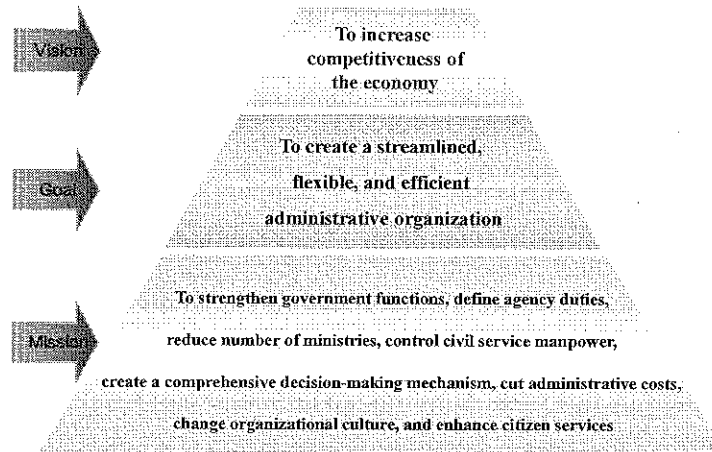 Vision
To increase
competitiveness of
the economy
Goal
To create a streamlined,
flexible, and efficient
administrative organization
Mission
To strengthen government functions, define agency duties,
reduce number of ministries, control civil service manpower,
create a comprehensive decision-making mechanism, cut administrative costs,
change organizational culture, and enhance citizen services